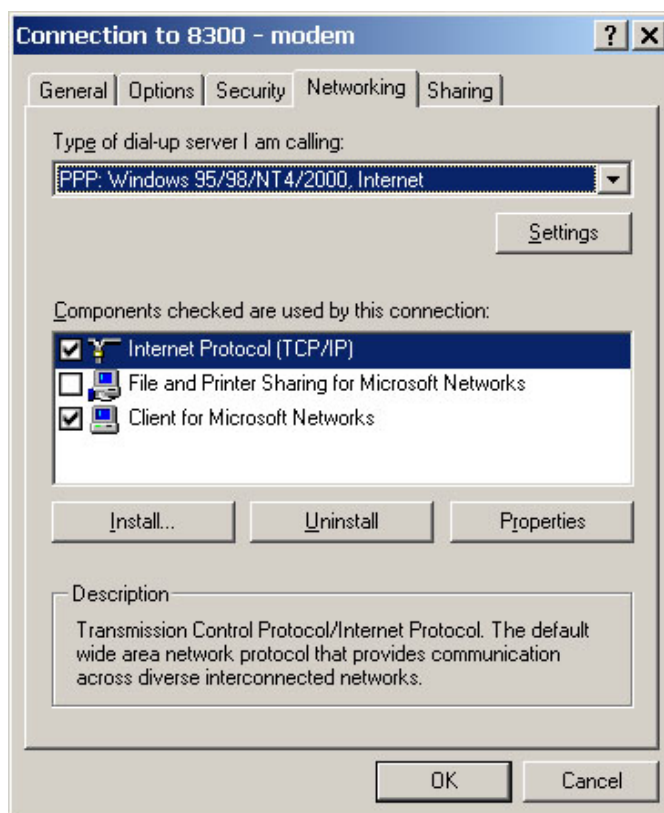 Connection to 8300 - modem
General Options Security Networking Sharing
Type of dial-up server I am calling:
PPP: Windows 95/98/NT4/2000, Internet
Settings
Components checked are used by this connection:
Internet Protocol (TCP/IP)
File and Printer Sharing for Microsoft Networks
Client for Microsoft Networks
Install... Uninstall Properties
Description
Transmission Control Protocol/Internet Protocol. The default
wide area network protocol that provides communication
across diverse interconnected networks.
OK Cancel